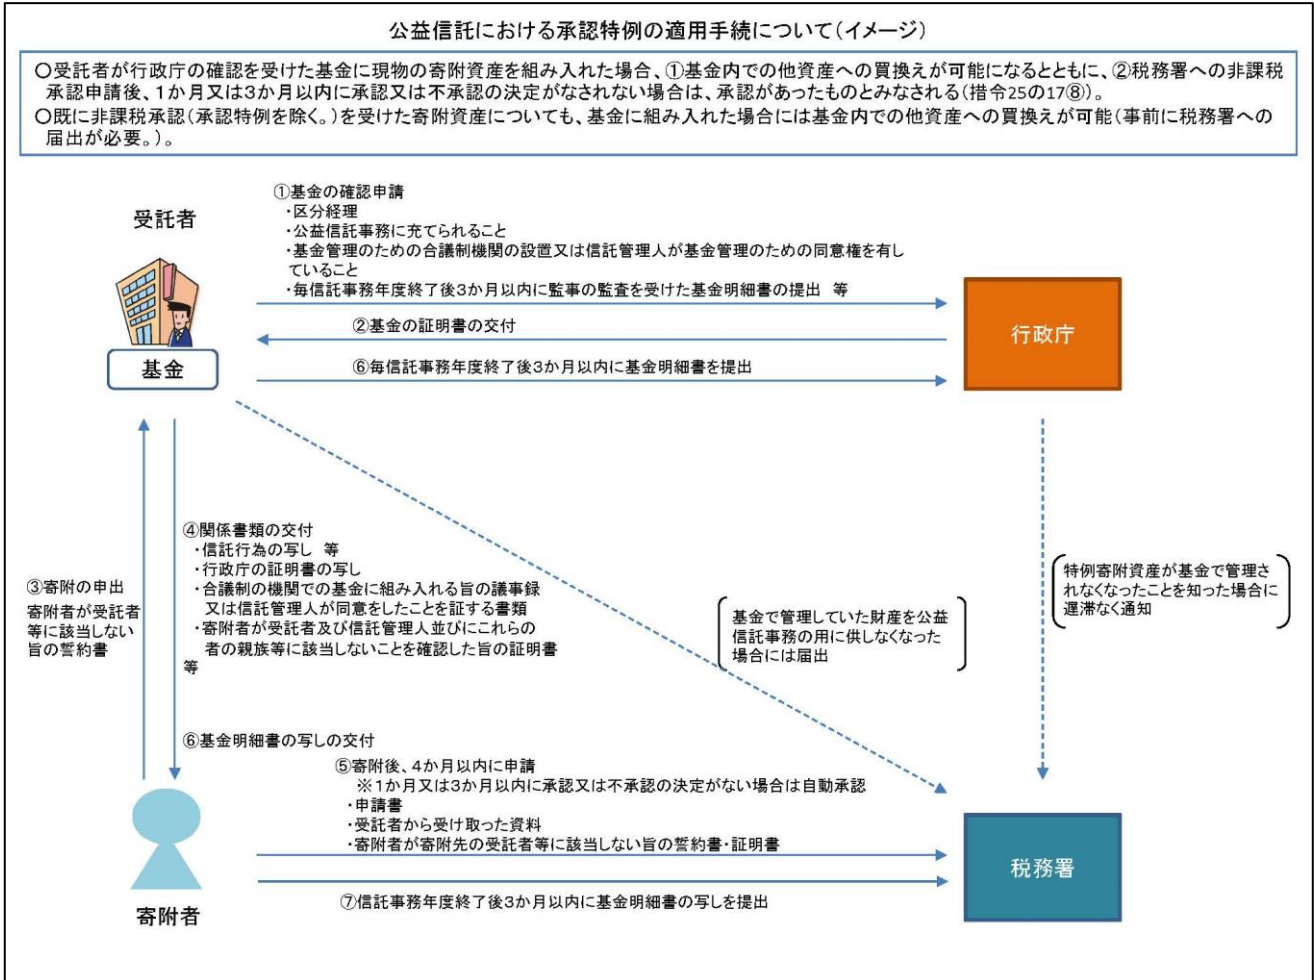 公益信託における承認特例の適用手続について(イメージ)
○受託者が行政庁の確認を受けた基金に現物の寄附資産を組み入れた場合、①基金内での他資産への買換えが可能になるとともに、②税務署への非課税
承認申請後、1か月又は3か月以内に承認又は不承認の決定がなされない場合は、承認があったものとみなされる(措令25の17⑧)。
○既に非課税承認(承認特例を除く。)を受けた寄附資産についても、基金に組み入れた場合には基金内での他資産への買換えが可能(事前に税務署への
届出が必要。)。
受託者
基金
①基金の確認申請
・区分経理
・公益信託事務に充てられること
・基金管理のための合議制機関の設置又は信託管理人が基金管理のための同意権を有し
ていること
・毎信託事務年度終了後3か月以内に監事の監査を受けた基金明細書の提出 等
②基金の証明書の交付
⑥毎信託事務年度終了後3か月以内に基金明細書を提出
行政庁
③寄附の申出
寄附者が受託者
等に該当しない
旨の誓約書
④関係書類の交付
・信託行為の写し 等
・行政庁の証明書の写し
・合議制の機関での基金に組み入れる旨の議事録
又は信託管理人が同意をしたことを証する書類
・寄附者が受託者及び信託管理人並びにこれらの
者の親族等に該当しないことを確認した旨の証明書
等
基金で管理していた財産を公益
信託事務の用に供しなくなった
場合には届出
特例寄附資産が基金で管理さ
れなくなったことを知った場合に
遅滞なく通知
⑥基金明細書の写しの交付
⑤寄附後、4か月以内に申請
※1か月又は3か月以内に承認又は不承認の決定がない場合は自動承認
・申請書
・受託者から受け取った資料
・寄附者が寄附先の受託者等に該当しない旨の誓約書・証明書
⑦信託事務年度終了後3か月以内に基金明細書の写しを提出
寄附者
税務署